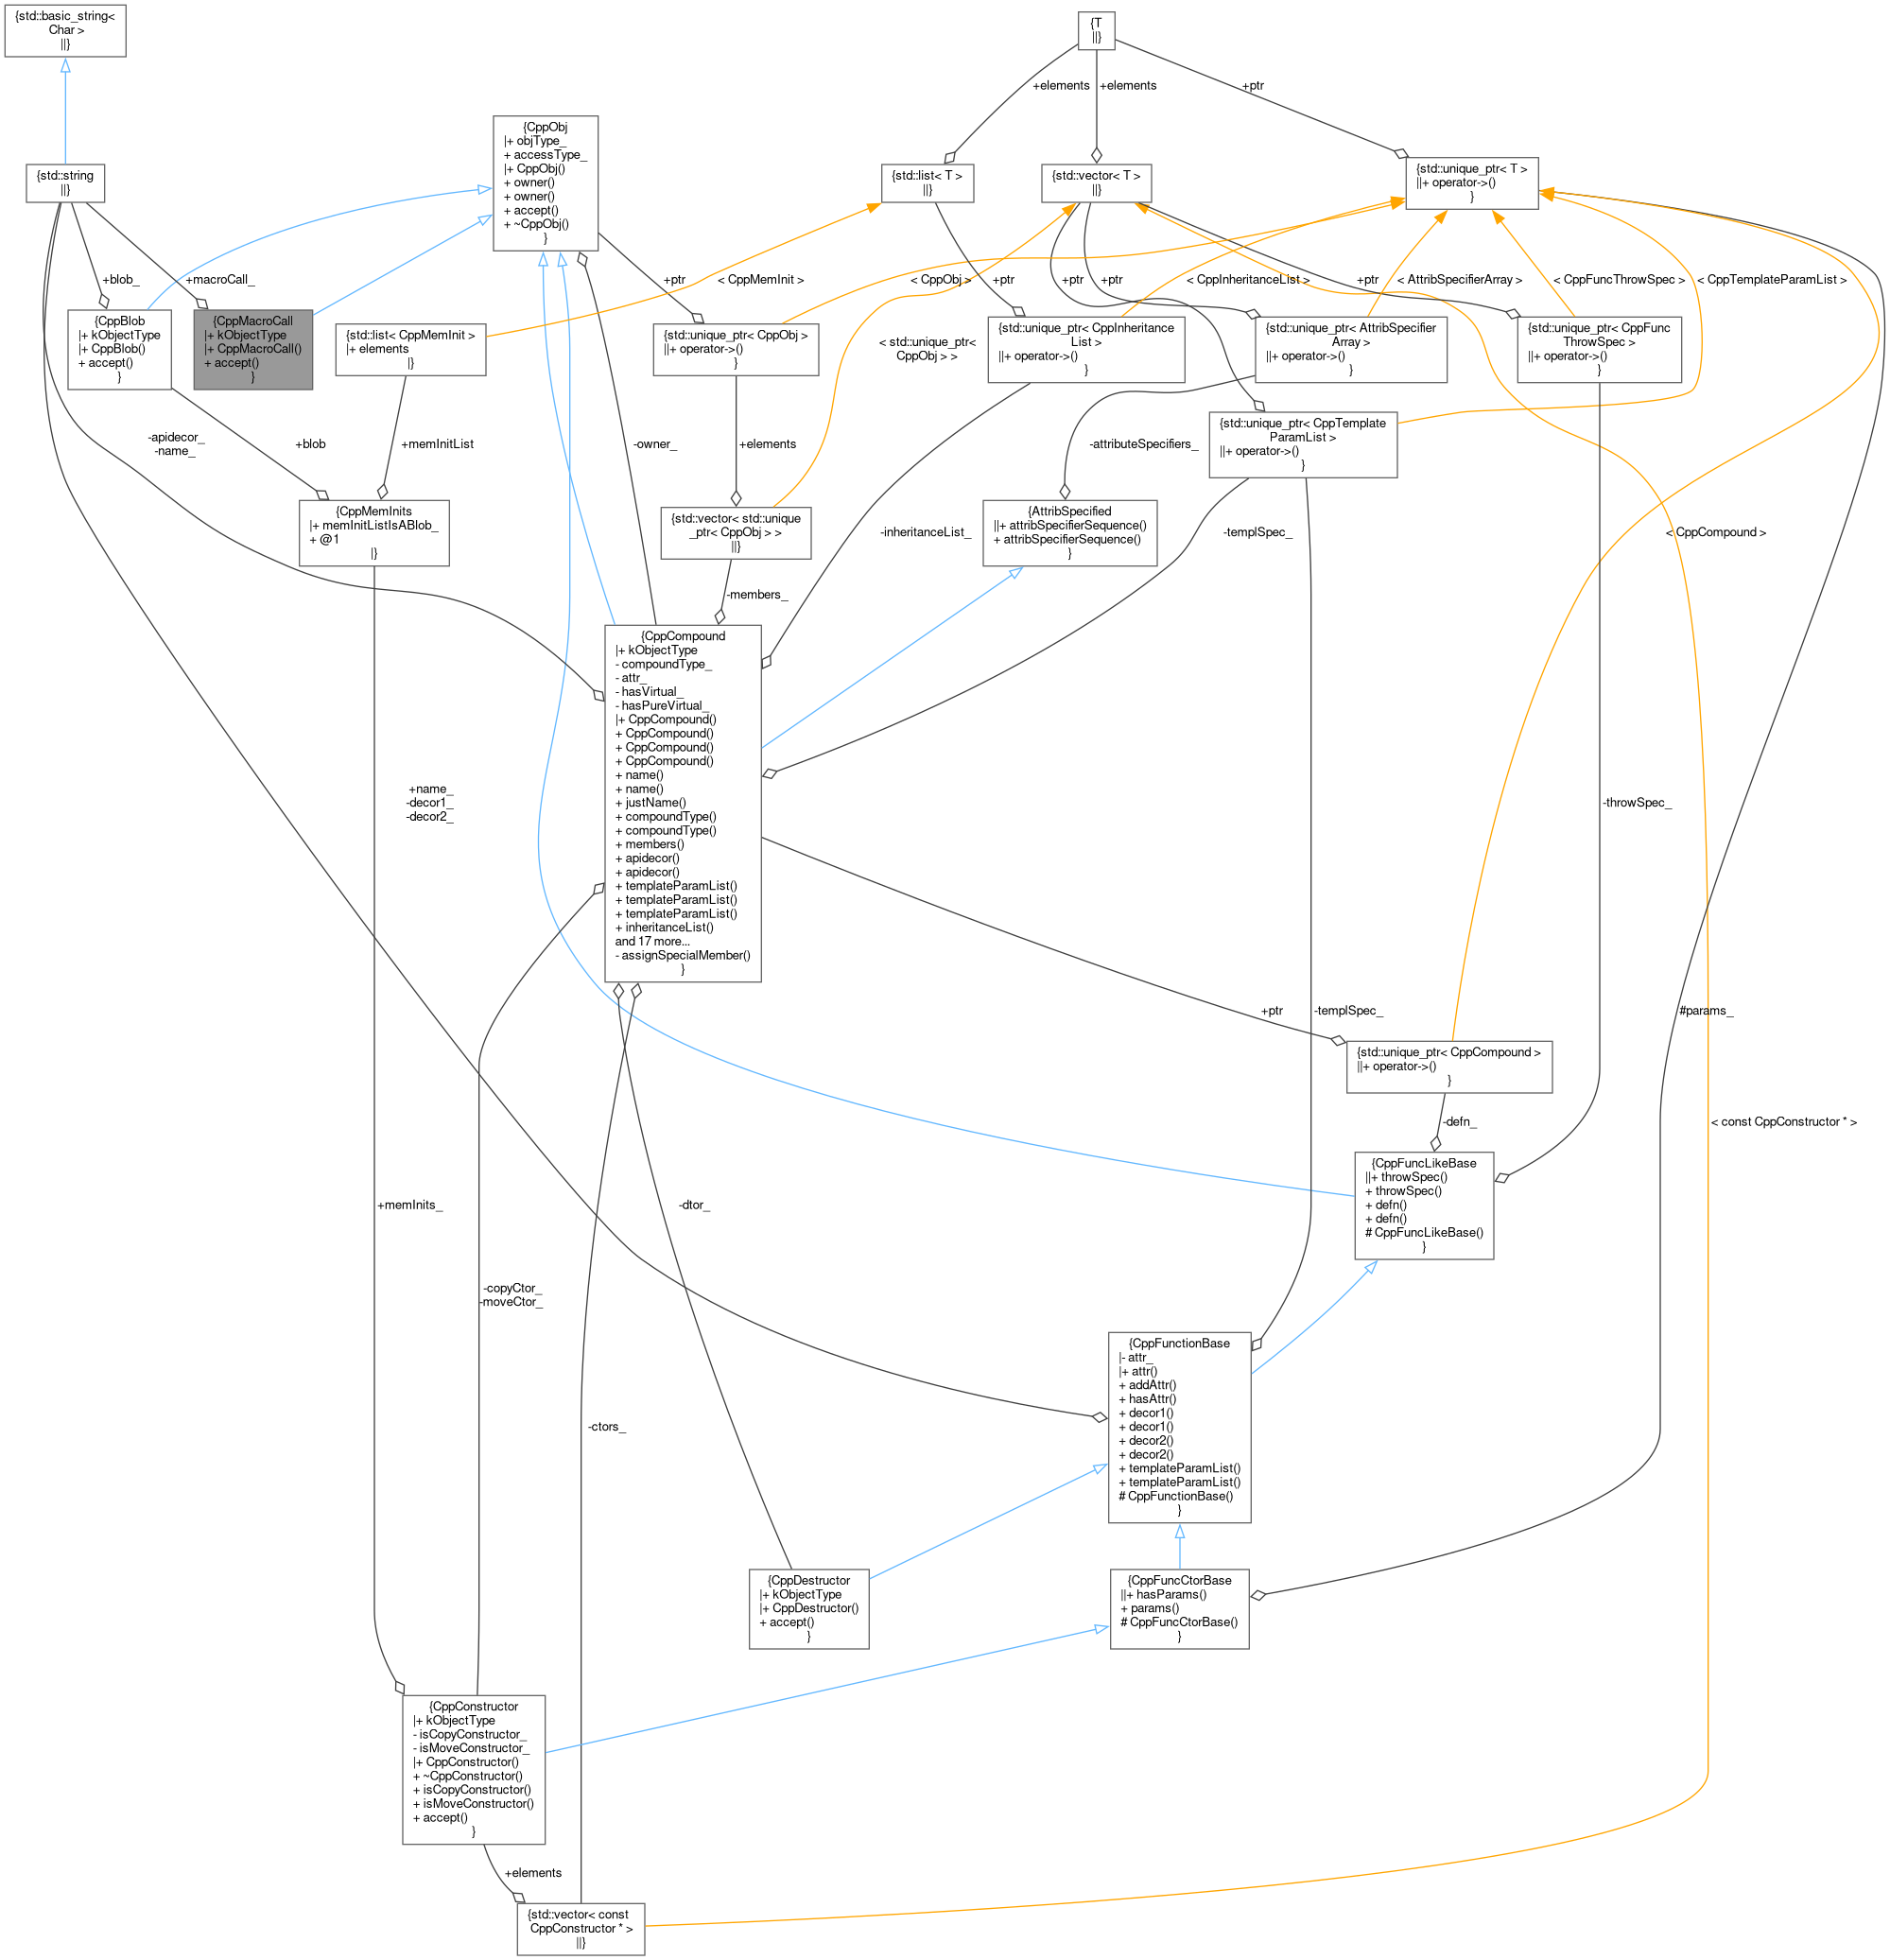 {std::basic_string<
Char >
||}
{T
||}
+elements
+elements
+ptr
{CppObj
|+ objType_
+ accessType_
|+ CppObj()
+ owner()
+ owner()
+ accept()
+ ~CppObj()
}
{std::string
||}
{std::list< T >
||}
{std::vector< T >
||}
{std::unique_ptr< T >
||+ operator->()
}
+blob_
+macroCall_
+ptr
< CppMemInit >
< CppObj >
+ptr
+ptr
+ptr
< CppInheritanceList >
+ptr
< AttribSpecifierArray >
< CppFuncThrowSpec >
< CppTemplateParamList >
{CppBlob
|+ kObjectType
|+ CppBlob()
+ accept()
}
{CppMacroCall
|+ kObjectType
|+ CppMacroCall()
+ accept()
}
{std::list< CppMemInit >
|+ elements
|}
{std::unique_ptr< CppObj >
||+ operator->()
}
< std::unique_ptr<
CppObj > >
{std::unique_ptr< CppInheritance
List >
||+ operator->()
}
{std::unique_ptr< AttribSpecifier
Array >
||+ operator->()
}
{std::unique_ptr< CppFunc
ThrowSpec >
||+ operator->()
}
-apidecor_
-name_
+blob
+memInitList
-owner_
+elements
-attributeSpecifiers_
{std::unique_ptr< CppTemplate
ParamList >
||+ operator->()
}
{CppMemInits
|+ memInitListIsABlob_
+ @1
|}
{std::vector< std::unique
_ptr< CppObj > >
||}
-inheritanceList_
{AttribSpecified
||+ attribSpecifierSequence()
+ attribSpecifierSequence()
}
-templSpec_
< CppCompound >
-members_
{CppCompound
|+ kObjectType
- compoundType_
- attr_
- hasVirtual_
- hasPureVirtual_
|+ CppCompound()
+ CppCompound()
+ CppCompound()
+ CppCompound()
+ name()
+ name()
+ justName()
+ compoundType()
+ compoundType()
+ members()
+ apidecor()
+ apidecor()
+ templateParamList()
+ templateParamList()
+ templateParamList()
+ inheritanceList()
and 17 more...
- assignSpecialMember()
}
+name_
-decor1_
-decor2_
-throwSpec_
+ptr
-templSpec_
#params_
{std::unique_ptr< CppCompound >
||+ operator->()
}
-defn_
< const CppConstructor * >
{CppFuncLikeBase
||+ throwSpec()
+ throwSpec()
+ defn()
+ defn()
# CppFuncLikeBase()
}
+memInits_
-dtor_
-copyCtor_
-moveCtor_
{CppFunctionBase
|- attr_
|+ attr()
+ addAttr()
+ hasAttr()
+ decor1()
+ decor1()
+ decor2()
+ decor2()
+ templateParamList()
+ templateParamList()
# CppFunctionBase()
}
-ctors_
{CppDestructor
|+ kObjectType
|+ CppDestructor()
+ accept()
}
{CppFuncCtorBase
||+ hasParams()
+ params()
# CppFuncCtorBase()
}
{CppConstructor
|+ kObjectType
- isCopyConstructor_
- isMoveConstructor_
|+ CppConstructor()
+ ~CppConstructor()
+ isCopyConstructor()
+ isMoveConstructor()
+ accept()
}
+elements
{std::vector< const
CppConstructor * >
||}